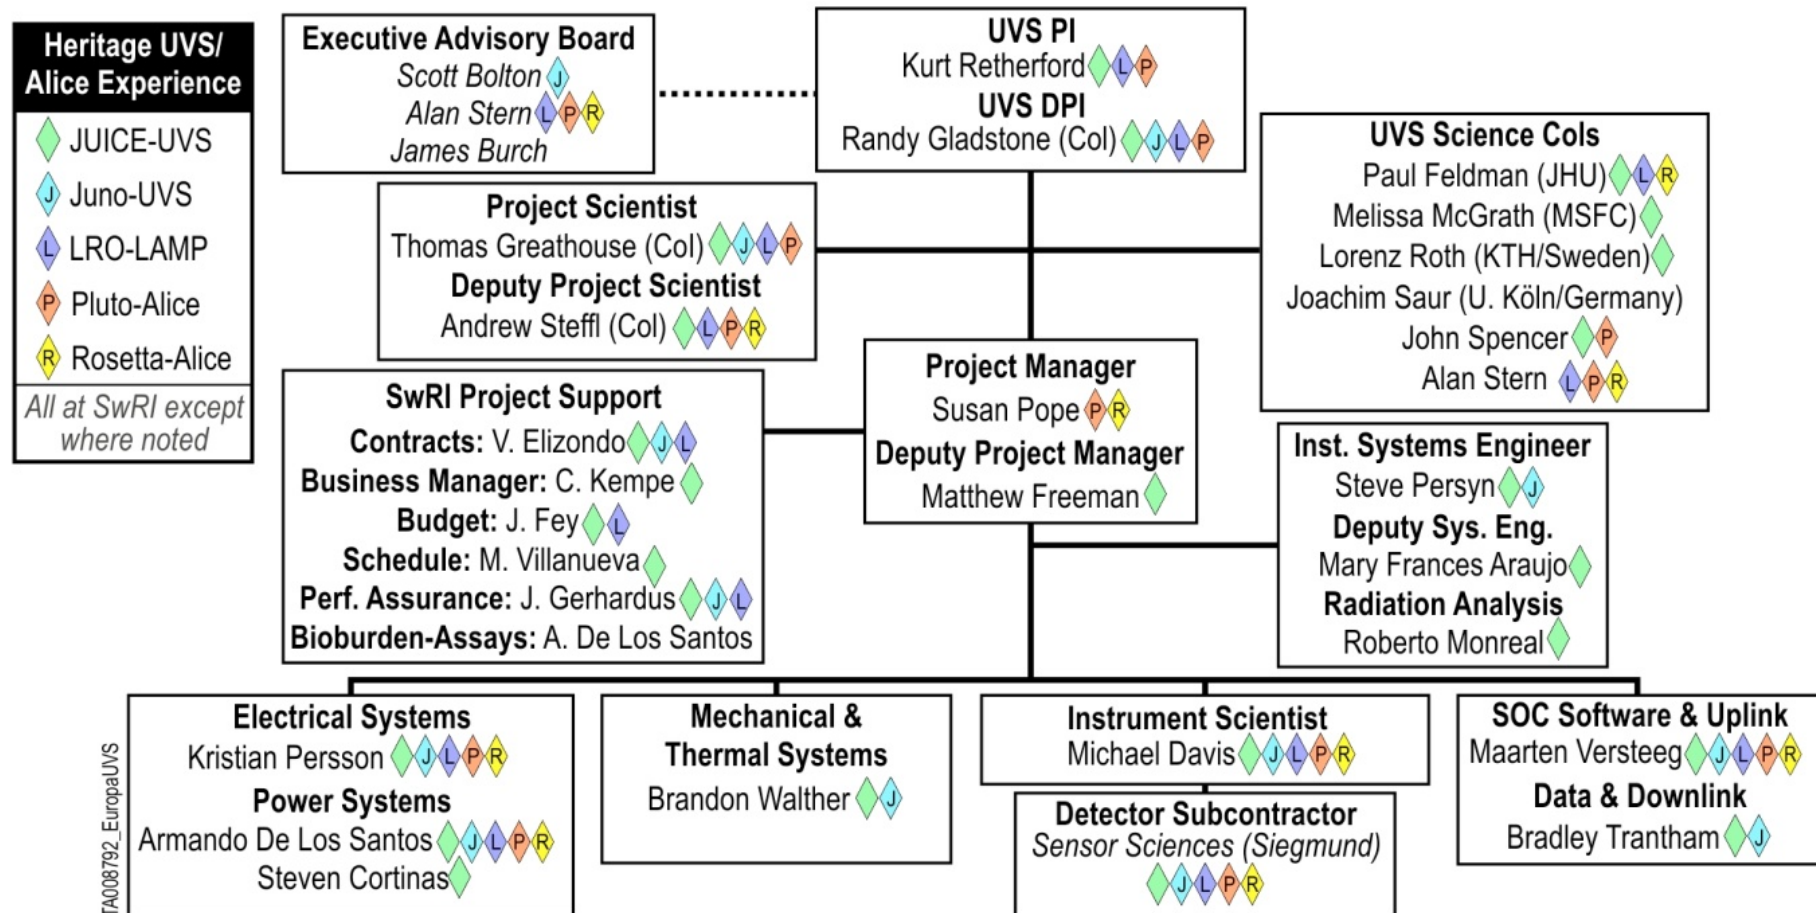 Heritage UVS/
Alice Experience
JUICE-UVS
J Juno-UVS
L LRO-LAMP
P Pluto-Alice
R Rosetta-Alice
All at SwRI except
where noted
Executive Advisory Board
Scott Bolton J
Alan Stern L P R
James Burch
UVS PI
Kurt Retherford L P
UVS DPI
Randy Gladstone (CoI) J L P
Project Scientist
Thomas Greathouse (CoI) J L P
Deputy Project Scientist
Andrew Steffl (CoI) L P R
UVS Science CoIs
Paul Feldman (JHU) L R
Melissa McGrath (MSFC)
Lorenz Roth (KTH/Sweden)
Joachim Saur (U. Köln/Germany)
John Spencer P
Alan Stern L P R
SwRI Project Support
Contracts: V. Elizondo J L
Business Manager: C. Kempe
Budget: J. Fey L
Schedule: M. Villanueva
Perf. Assurance: J. Gerhardus J L
Bioburden-Assays: A. De Los Santos
Project Manager
Susan Pope P R
Deputy Project Manager
Matthew Freeman
Inst. Systems Engineer
Steve Persyn J
Deputy Sys. Eng.
Mary Frances Araujo
Radiation Analysis
Roberto Monreal
Electrical Systems
Kristian Persson J L P R
Power Systems
Armando De Los Santos J L P R
Steven Cortinas
Mechanical &
Thermal Systems
Brandon Walther J
Instrument Scientist
Michael Davis J L P R
Detector Subcontractor
Sensor Sciences (Siegmund)
J L P R
SOC Software & Uplink
Maarten Versteeg J L P R
Data & Downlink
Bradley Trantham J
TA008792_EuropaUVS